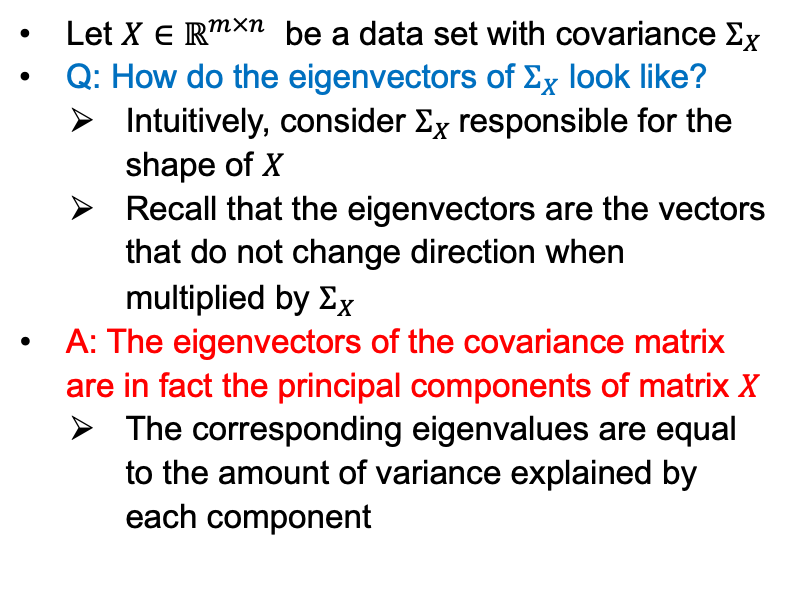 • Let 𝑋 ∈ ℝ^{𝑚×𝑛} be a data set with covariance Σ_𝑋
• Q: How do the eigenvectors of Σ_𝑋 look like?
➢ Intuitively, consider Σ_𝑋 responsible for the
shape of 𝑋
➢ Recall that the eigenvectors are the vectors
that do not change direction when
multiplied by Σ_𝑋
• A: The eigenvectors of the covariance matrix
are in fact the principal components of matrix 𝑋
➢ The corresponding eigenvalues are equal
to the amount of variance explained by
each component